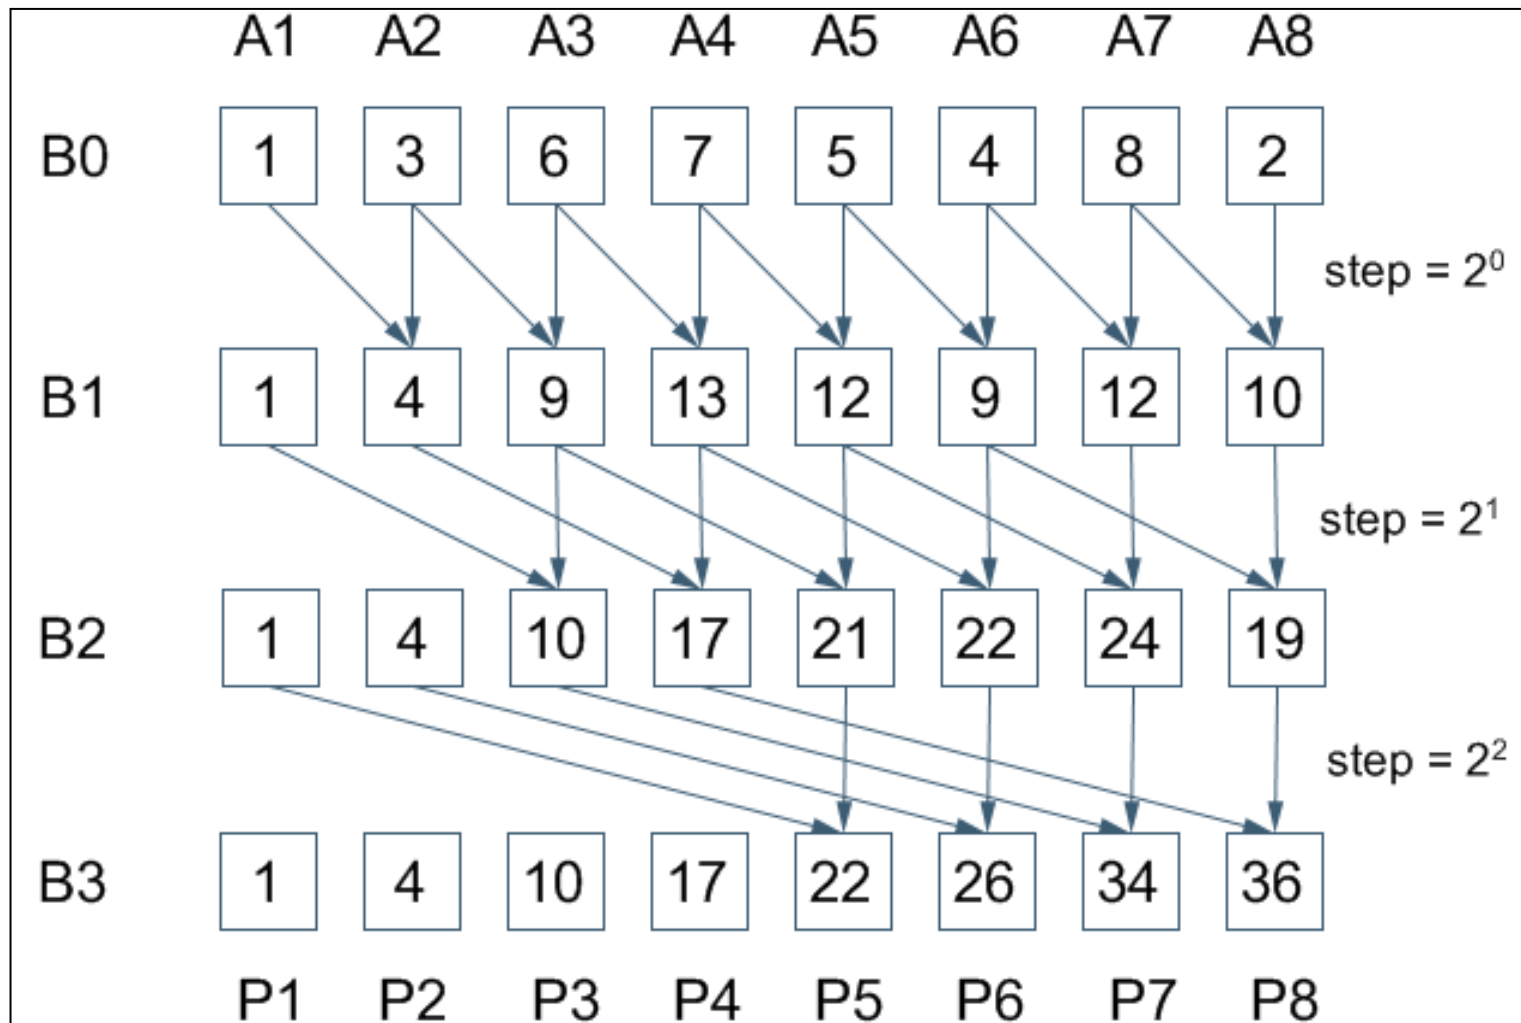 A1 A2 A3 A4 A5 A6 A7 A8
B0 1 3 6 7 5 4 8 2
step = 2⁰
B1 1 4 9 13 12 9 12 10
step = 2¹
B2 1 4 10 17 21 22 24 19
step = 2²
B3 1 4 10 17 22 26 34 36
P1 P2 P3 P4 P5 P6 P7 P8